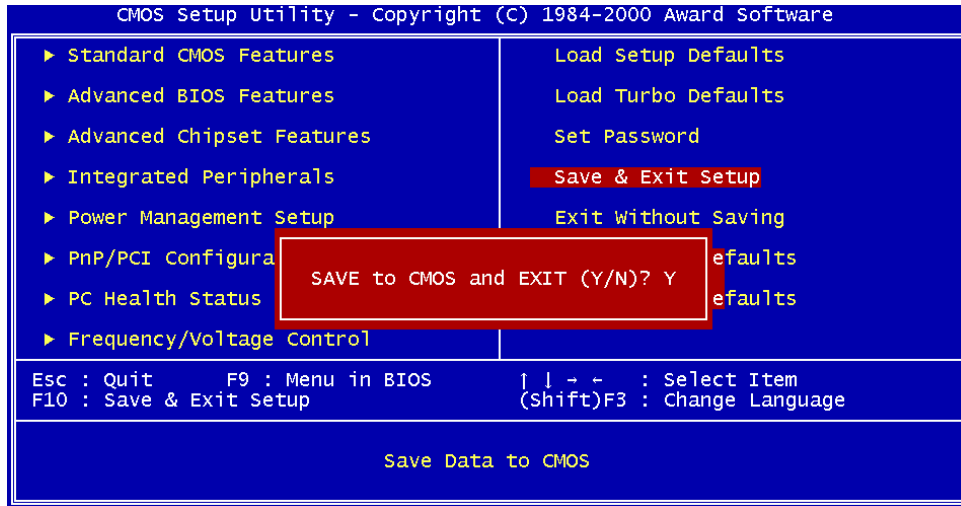 CMOS Setup Utility - Copyright (C) 1984-2000 Award Software
▶ Standard CMOS Features
▶ Advanced BIOS Features
▶ Advanced Chipset Features
▶ Integrated Peripherals
▶ Power Management Setup
▶ PnP/PCI Configura
▶ PC Health Status
▶ Frequency/Voltage Control
Load Setup Defaults
Load Turbo Defaults
Set Password
Save & Exit Setup
Exit Without Saving
efaults
efaults
SAVE to CMOS and EXIT (Y/N)? Y
Esc : Quit F9 : Menu in BIOS ↑ ↓ → ← : Select Item
F10 : Save & Exit Setup (Shift)F3 : Change Language
Save Data to CMOS